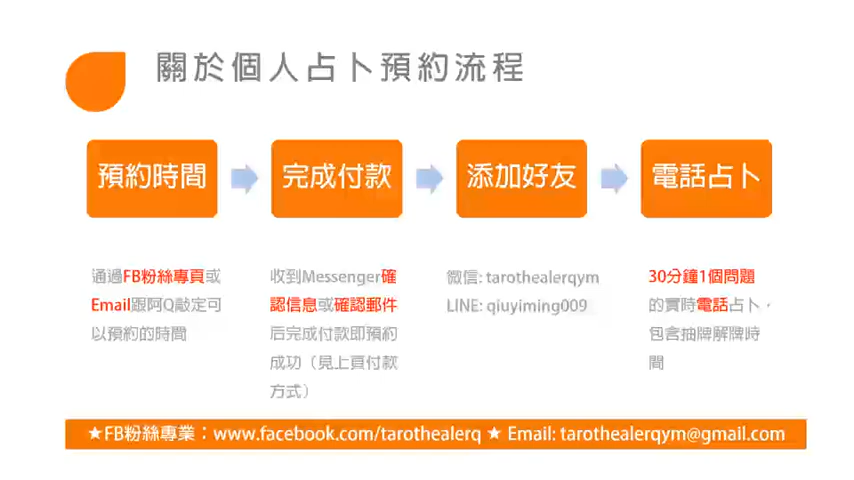 關於個人占卜預約流程
預約時間
完成付款
添加好友
電話占卜
通過FB粉絲專頁或
Email跟阿Q敲定可
以預約的時間
收到Messenger確
認信息或確認郵件
后完成付款即預約
成功（見上頁付款
方式）
微信: tarothealerqym
LINE: qiuyiming009
30分鐘1個問題
的實時電話占卜，
包含抽牌解牌時
間
★FB粉絲專業：www.facebook.com/tarothealerq ★ Email: tarothealerqym@gmail.com